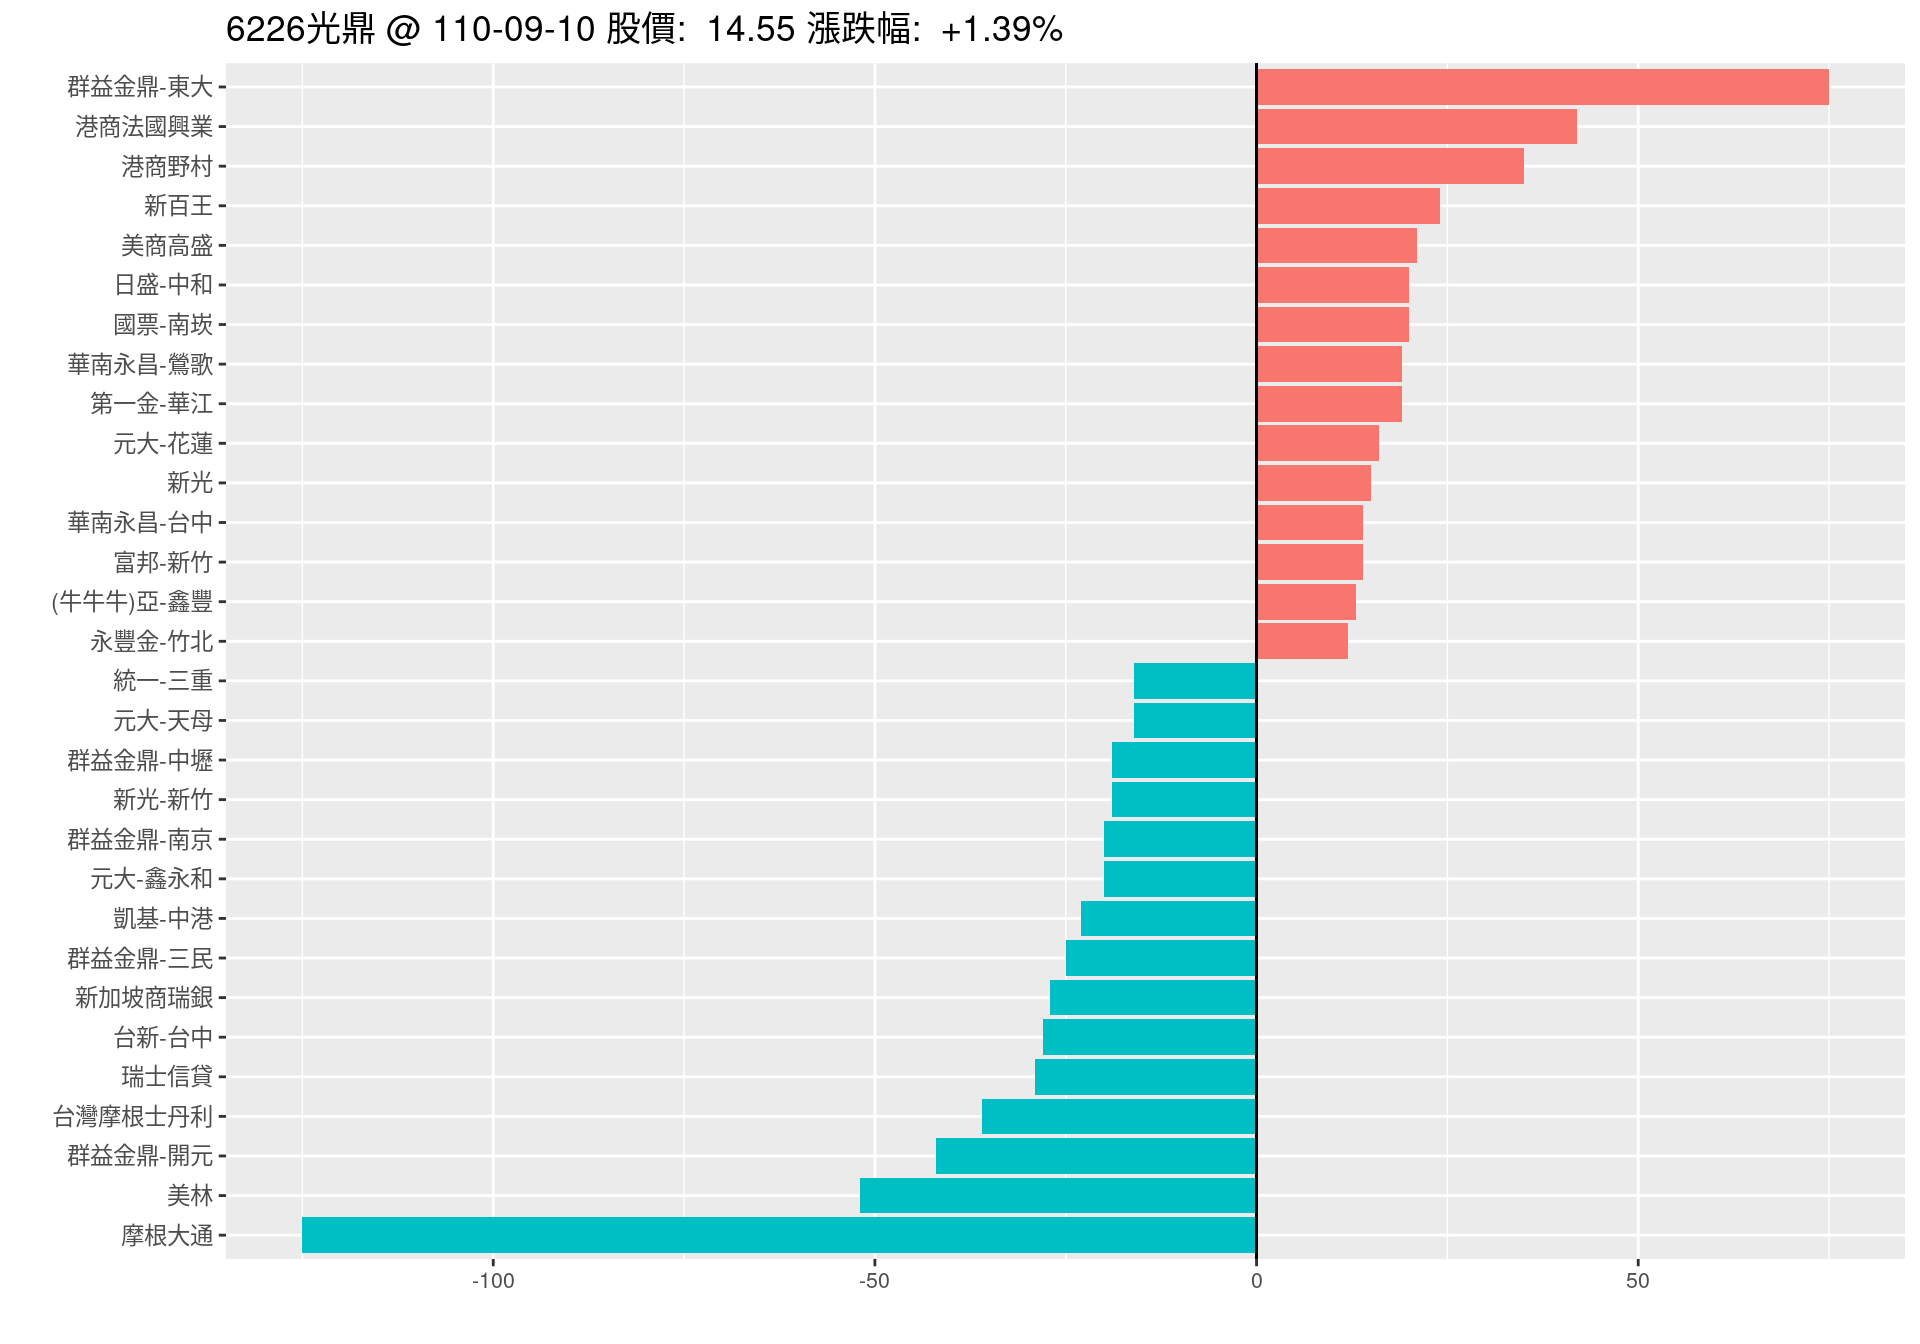 6226光鼎 @ 110-09-10 股價: 14.55 漲跌幅: +1.39%
群益金鼎-東大
港商法國興業
港商野村
新百王
美商高盛
日盛-中和
國票-南崁
華南永昌-鶯歌
第一金-華江
元大-花蓮
新光
華南永昌-台中
富邦-新竹
(牛牛牛)亞-鑫豐
永豐金-竹北
統一-三重
元大-天母
群益金鼎-中壢
新光-新竹
群益金鼎-南京
元大-鑫永和
凱基-中港
群益金鼎-三民
新加坡商瑞銀
台新-台中
瑞士信貸
台灣摩根士丹利
群益金鼎-開元
美林
摩根大通
-100 -50 0 50